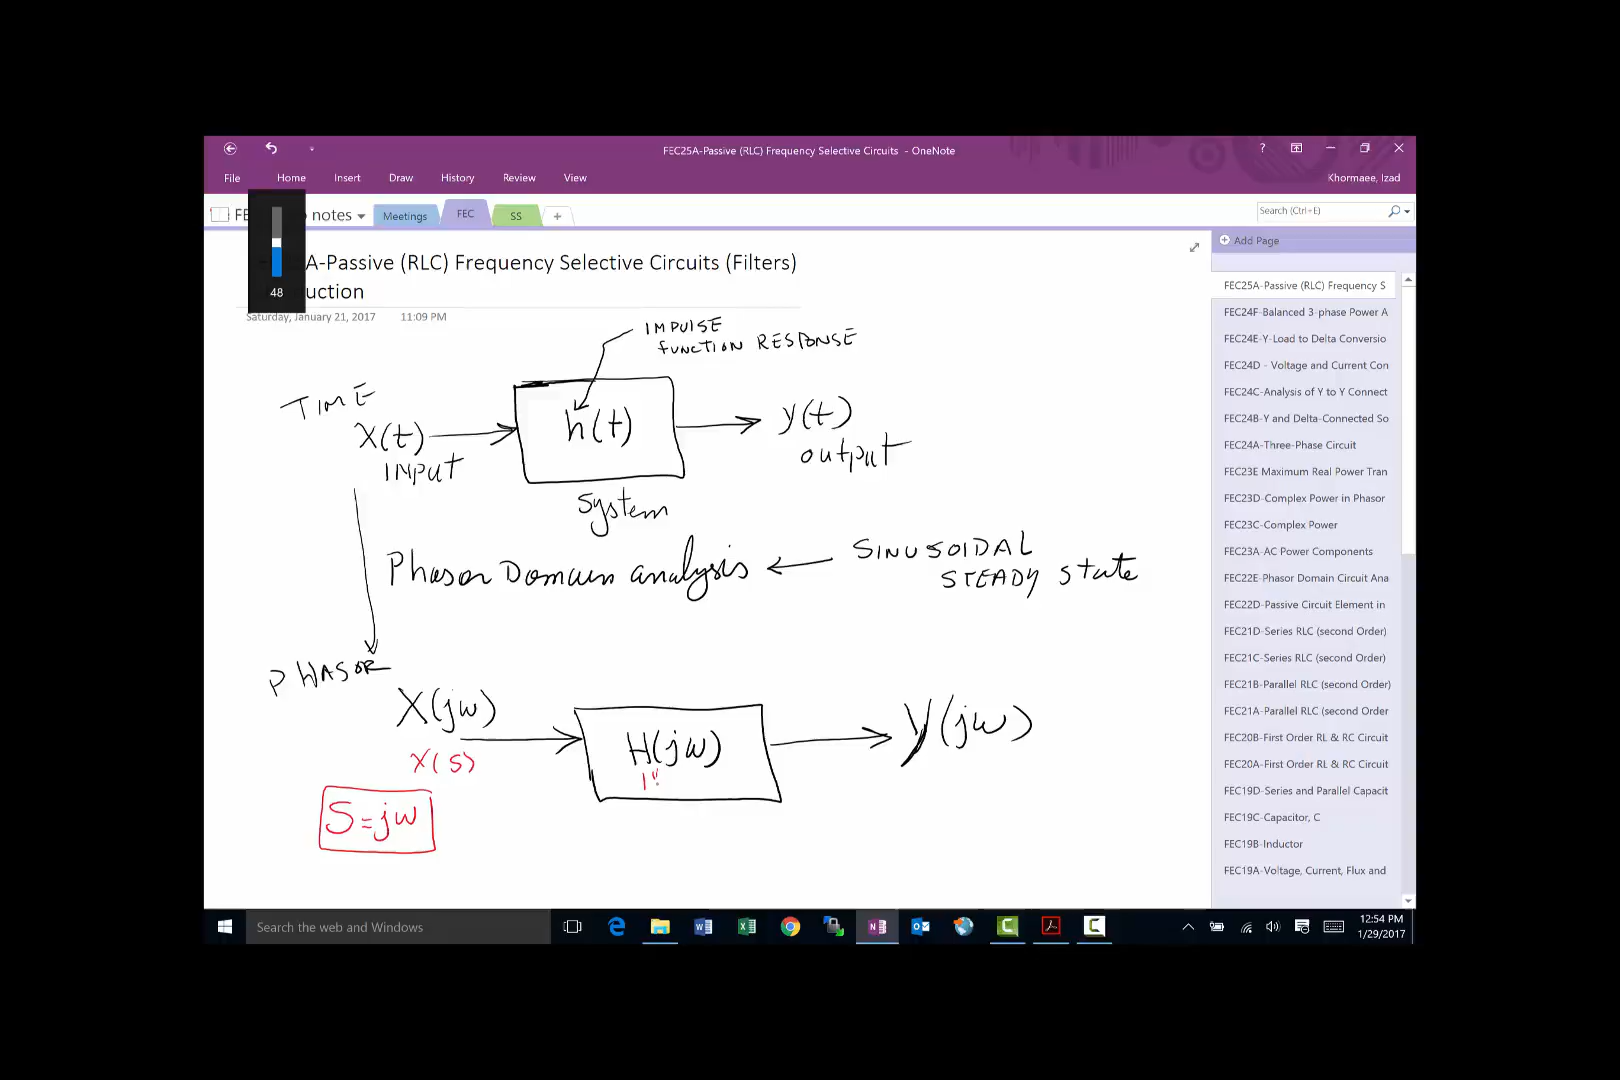 FEC25A-Passive (RLC) Frequency Selective Circuits - OneNote
File Home Insert Draw History Review View
Khormaee, Izad
FE notes Meetings FEC SS +
Search (Ctrl+E)
48
A-Passive (RLC) Frequency Selective Circuits (Filters)
uction
Saturday, January 21, 2017 11:09 PM
IMPULSE
function RESPONSE
TIME
x(t)
INPUT
h(t)
y(t)
output
System
Phasor Domain analysis ← SINUSOIDAL
STEADY state
PHASOR
X(jω)
X(S)
H(jω)
Y(jω)
S=jω
Add Page
FEC25A-Passive (RLC) Frequency S
FEC24F-Balanced 3-phase Power A
FEC24E-Y-Load to Delta Conversio
FEC24D - Voltage and Current Con
FEC24C-Analysis of Y to Y Connect
FEC24B-Y and Delta-Connected So
FEC24A-Three-Phase Circuit
FEC23E Maximum Real Power Tran
FEC23D-Complex Power in Phasor
FEC23C-Complex Power
FEC23A-AC Power Components
FEC22E-Phasor Domain Circuit Ana
FEC22D-Passive Circuit Element in
FEC21D-Series RLC (second Order)
FEC21C-Series RLC (second Order)
FEC21B-Parallel RLC (second Order)
FEC21A-Parallel RLC (second Order
FEC20B-First Order RL & RC Circuit
FEC20A-First Order RL & RC Circuit
FEC19D-Series and Parallel Capacit
FEC19C-Capacitor, C
FEC19B-Inductor
FEC19A-Voltage, Current, Flux and
Search the web and Windows
12:54 PM
1/29/2017